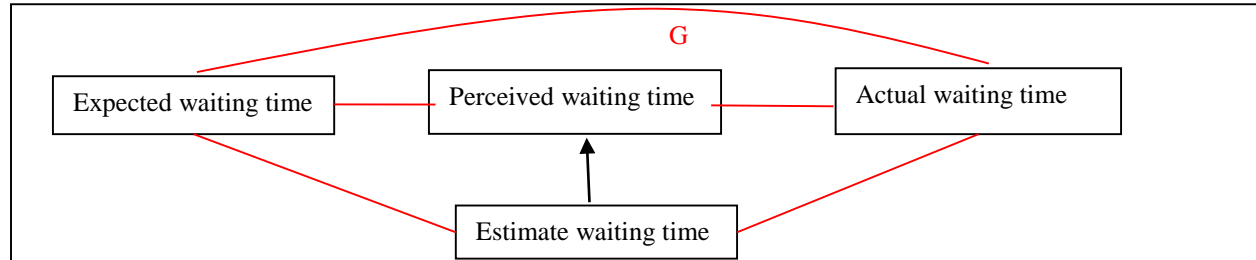 G
Expected waiting time
Perceived waiting time
Actual waiting time
Estimate waiting time